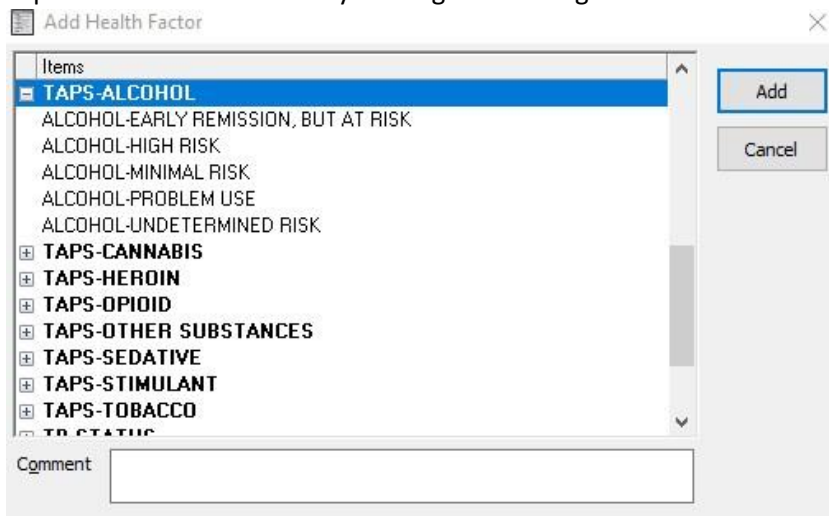 Add Health Factor
Items
TAPS-ALCOHOL
ALCOHOL-EARLY REMISSION, BUT AT RISK
ALCOHOL-HIGH RISK
ALCOHOL-MINIMAL RISK
ALCOHOL-PROBLEM USE
ALCOHOL-UNDETERMINED RISK
TAPS-CANNABIS
TAPS-HEROIN
TAPS-OPIOID
TAPS-OTHER SUBSTANCES
TAPS-SEDATIVE
TAPS-STIMULANT
TAPS-TOBACCO
TB STATUS
Comment
Add
Cancel